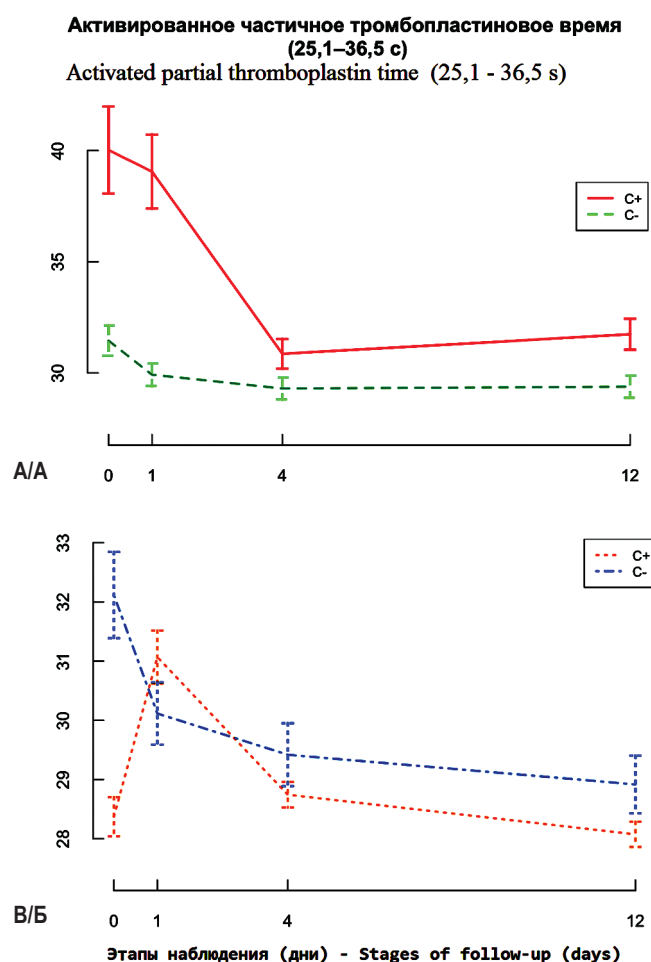 Активированное частичное тромбопластиновое время
(25,1–36,5 с)
Activated partial thromboplastin time (25,1 - 36,5 s)
40
35
30
C+
C-
0 1 4 12
А/A
33
32
31
30
29
28
C+
C-
0 1 4 12
В/Б
Этапы наблюдения (дни) - Stages of follow-up (days)